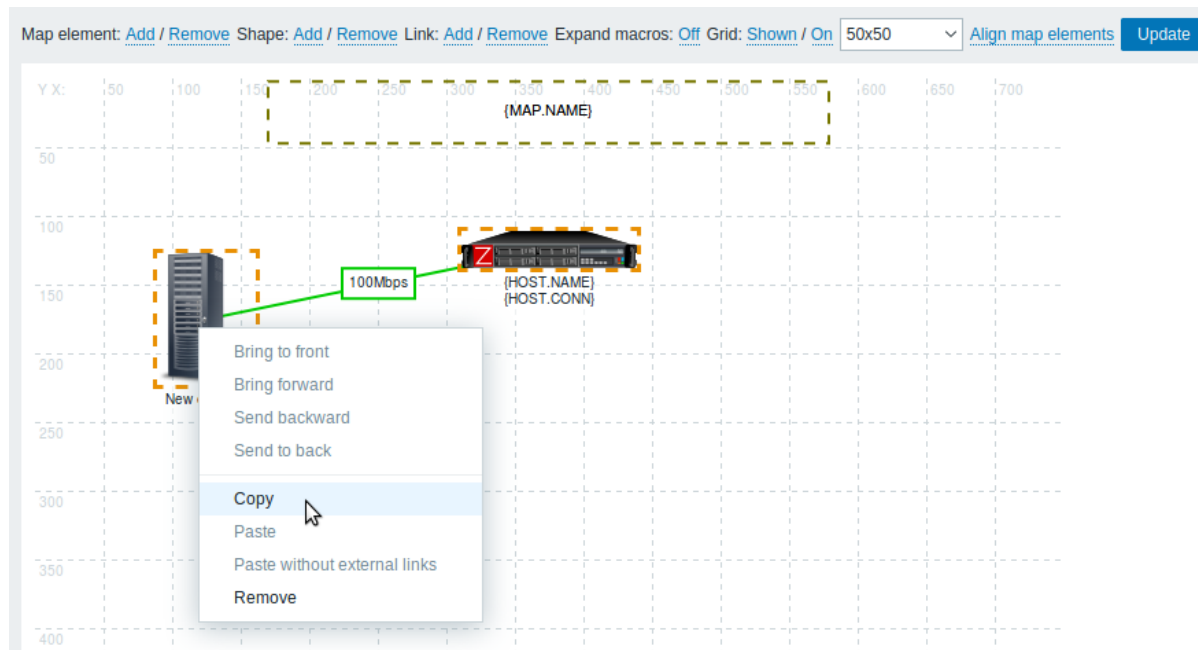 Map element: Add / Remove Shape: Add / Remove Link: Add / Remove Expand macros: Off Grid: Shown / On 50x50 Align map elements Update
Y X: 50 100 150 200 250 300 350 400 450 500 550 600 650 700
{MAP.NAME}
50
100
Z
100Mbps
{HOST.NAME}
{HOST.CONN}
150
Bring to front
200
Bring forward
New
Send backward
250
Send to back
Copy
300
Paste
Paste without external links
350
Remove
400